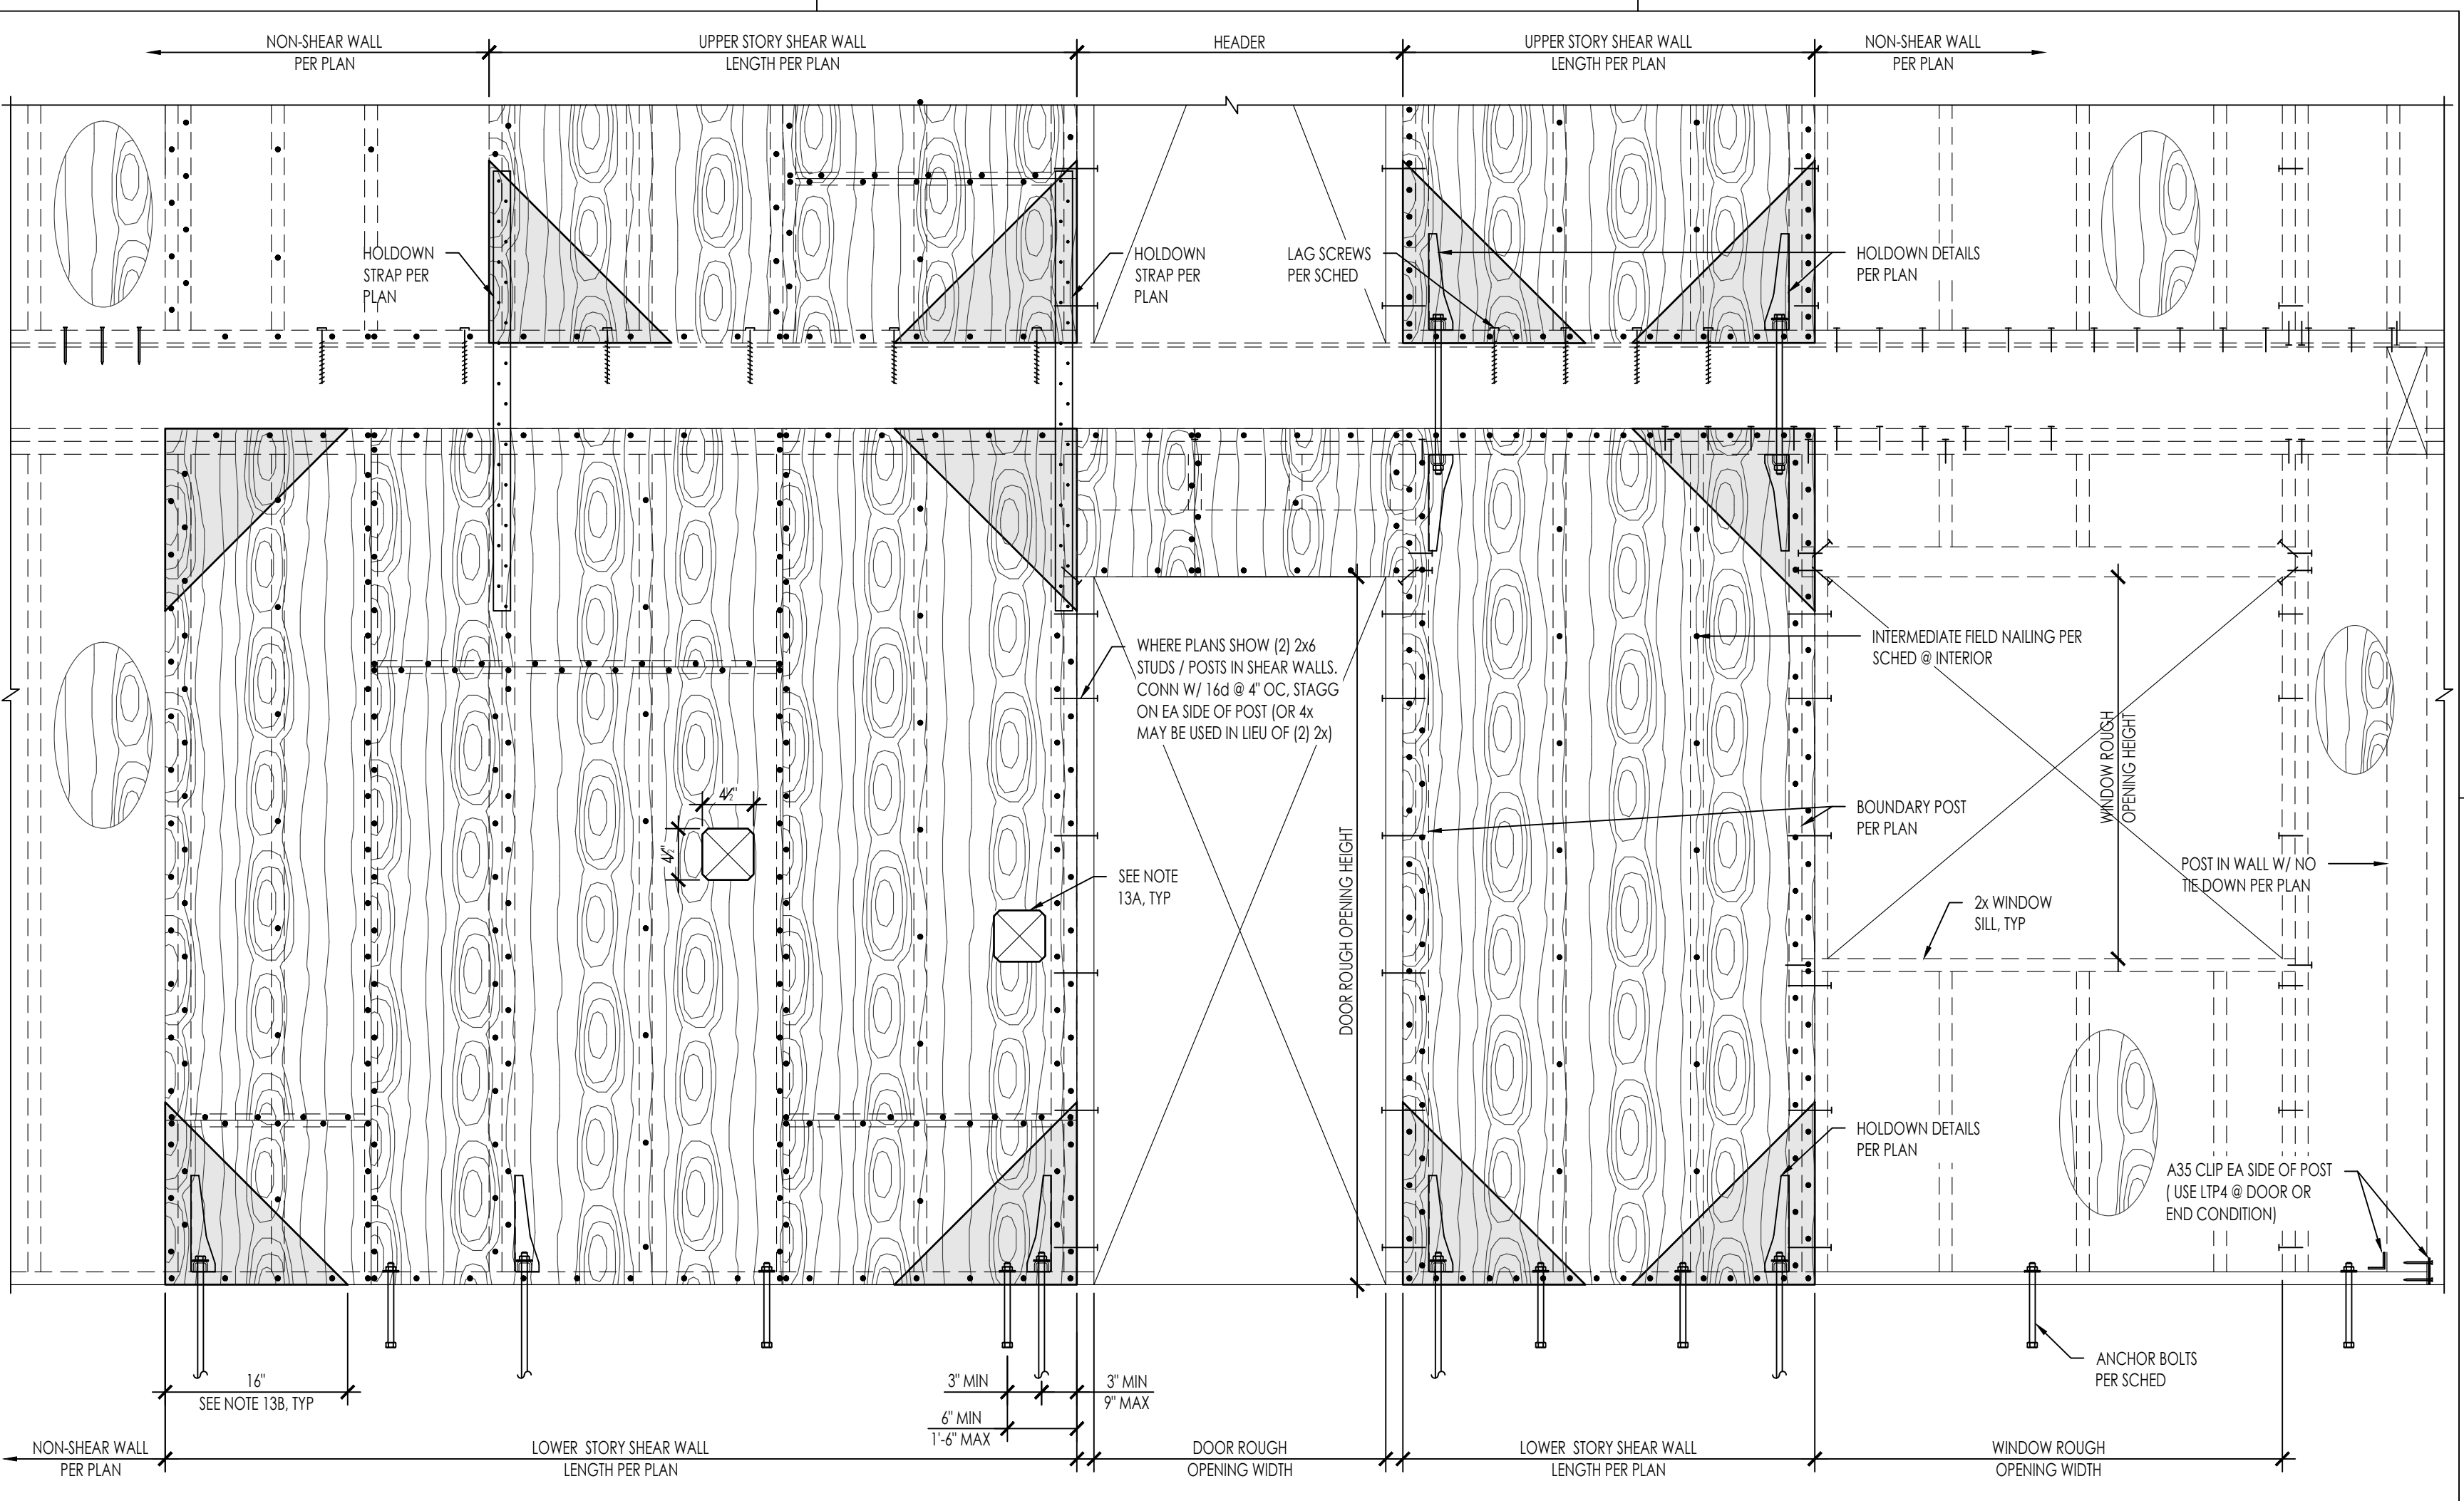 NON-SHEAR WALL
PER PLAN
UPPER STORY SHEAR WALL
LENGTH PER PLAN
HEADER
UPPER STORY SHEAR WALL
LENGTH PER PLAN
NON-SHEAR WALL
PER PLAN
HOLDOWN
STRAP PER
PLAN
HOLDOWN
STRAP PER
PLAN
LAG SCREWS
PER SCHED
HOLDOWN DETAILS
PER PLAN
WHERE PLANS SHOW (2) 2x6
STUDS / POSTS IN SHEAR WALLS.
CONN W/ 16d @ 4" OC, STAGG
ON EA SIDE OF POST (OR 4x
MAY BE USED IN LIEU OF (2) 2x)
INTERMEDIATE FIELD NAILING PER
SCHED @ INTERIOR
WINDOW ROUGH
OPENING HEIGHT
4½"
4½"
BOUNDARY POST
PER PLAN
DOOR ROUGH OPENING HEIGHT
POST IN WALL W/ NO
TIE DOWN PER PLAN
SEE NOTE
13A, TYP
2x WINDOW
SILL, TYP
HOLDOWN DETAILS
PER PLAN
A35 CLIP EA SIDE OF POST
( USE LTP4 @ DOOR OR
END CONDITION)
ANCHOR BOLTS
PER SCHED
16"
SEE NOTE 13B, TYP
3" MIN
3" MIN
9" MAX
6" MIN
1'-6" MAX
NON-SHEAR WALL
PER PLAN
LOWER STORY SHEAR WALL
LENGTH PER PLAN
DOOR ROUGH
OPENING WIDTH
LOWER STORY SHEAR WALL
LENGTH PER PLAN
WINDOW ROUGH
OPENING WIDTH